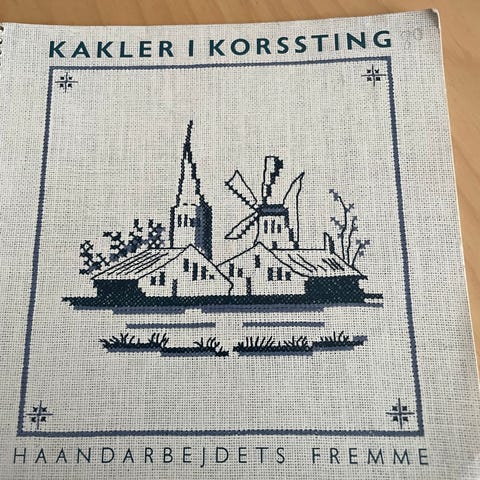 KAKLER I KORSSTING
HAANDARBEJDETS FREMME